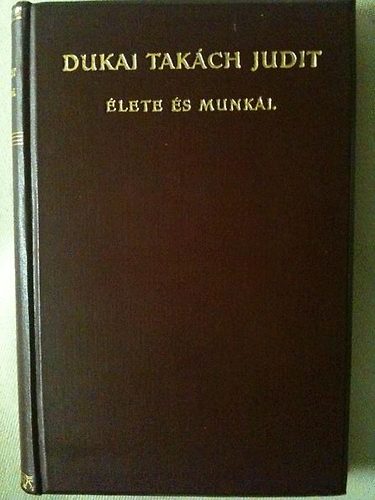 DUKAI TAKÁCH JUDIT
ÉLETE ÉS MUNKÁI.